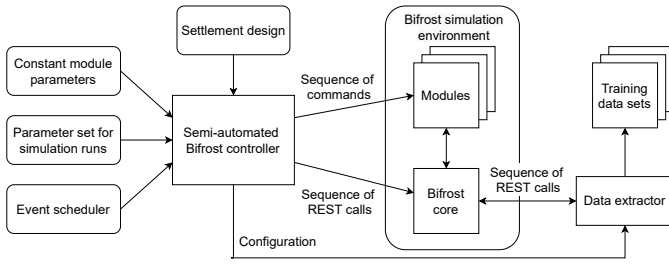 Settlement design
Bifrost simulation
environment
Constant module
parameters
Sequence of
commands
Modules
Training
data sets
Parameter set for
simulation runs
Semi-automated
Bifrost controller
Sequence of
REST calls
Bifrost
core
Sequence of
REST calls
Event scheduler
Data extractor
Configuration